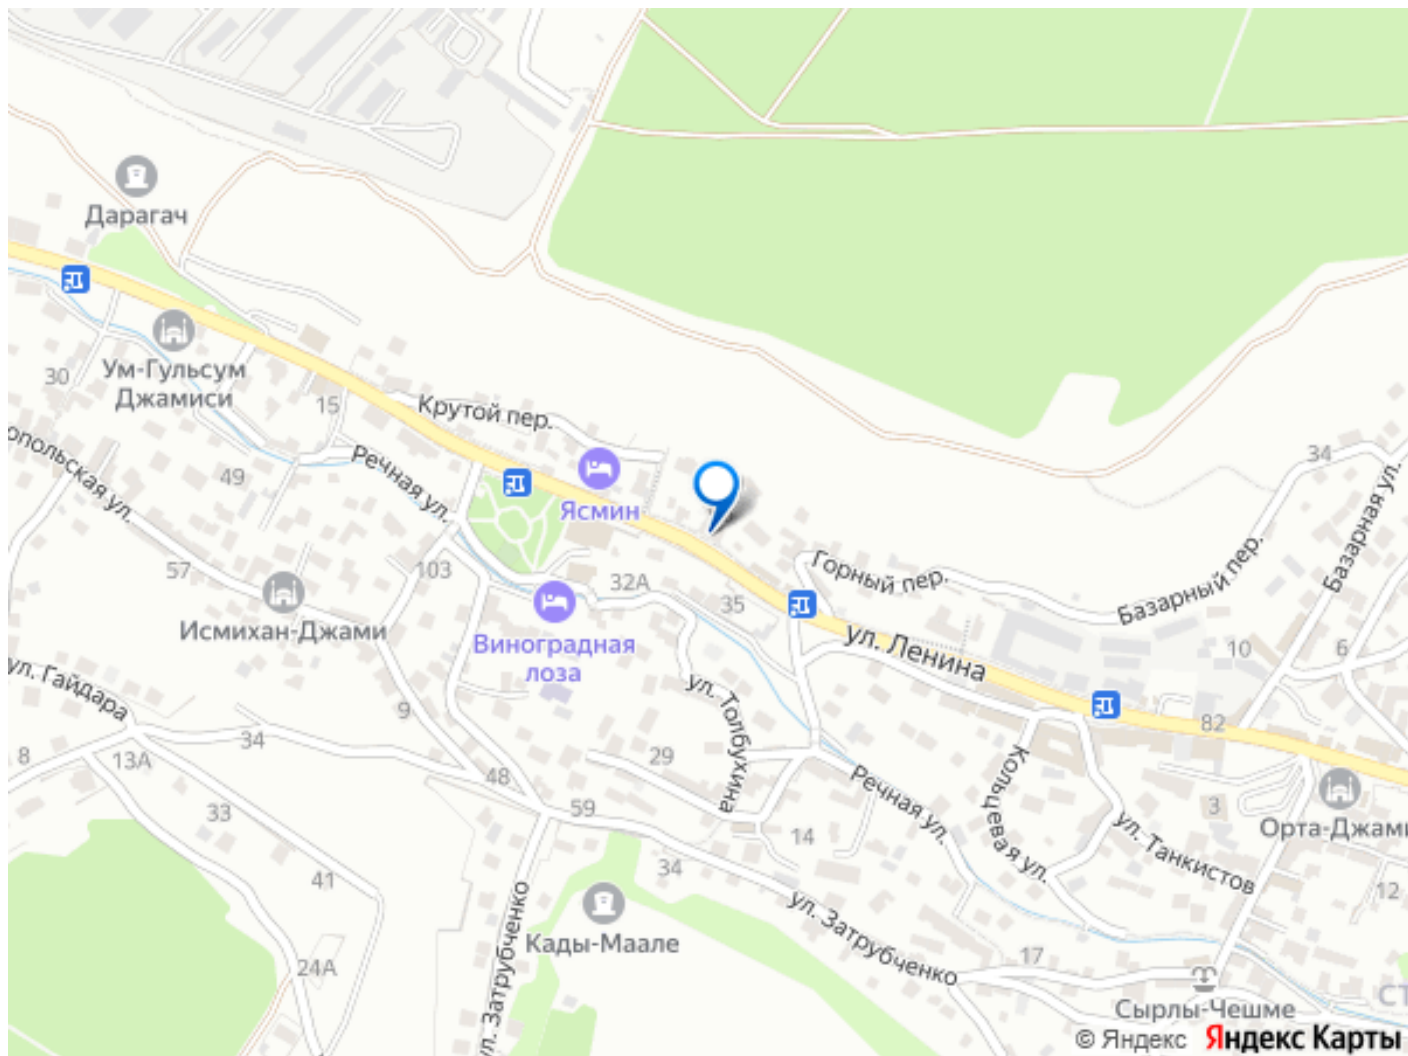 Дарагач
Ум-Гульсум
Джамиси
30
15
Крутой пер.
опольская ул.
49
Речная ул.
Ясмин
34
Базарная ул.
57
103
32А
35
Горный пер.
Базарный пер.
Исмихан-Джами
Виноградная
лоза
ул. Ленина
10
6
ул. Гайдара
9
ул. Толбухина
8
13А
34
48
29
82
33
59
14
Речная ул.
Кольцевая ул.
3
Орта-Джами
ул. Танкистов
41
34
12
ул. Затрубченко
Кады-Маале
ул. Затрубченко
24А
17
СТ
Сырлы-Чешме
© Яндекс Яндекс Карты